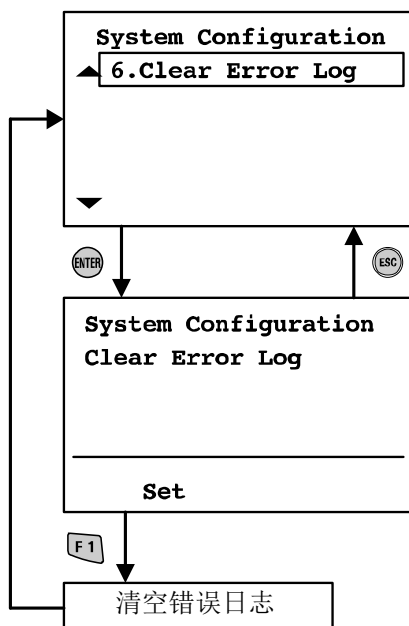 System Configuration
6.Clear Error Log
ENTER
ESC
System Configuration
Clear Error Log
Set
F 1
清空错误日志